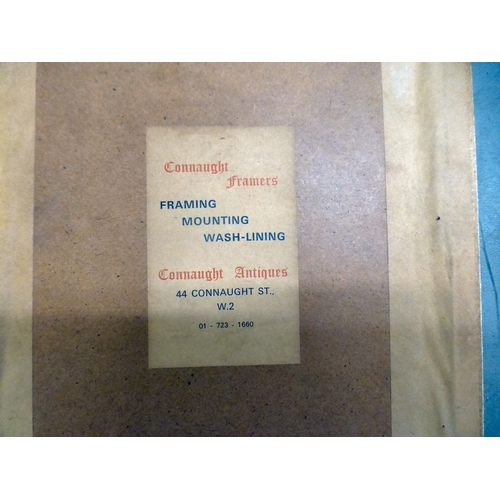 Connaught
Framers
FRAMING
MOUNTING
WASH-LINING
Connaught Antiques
44 CONNAUGHT ST.,
W.2
01 - 723 - 1660